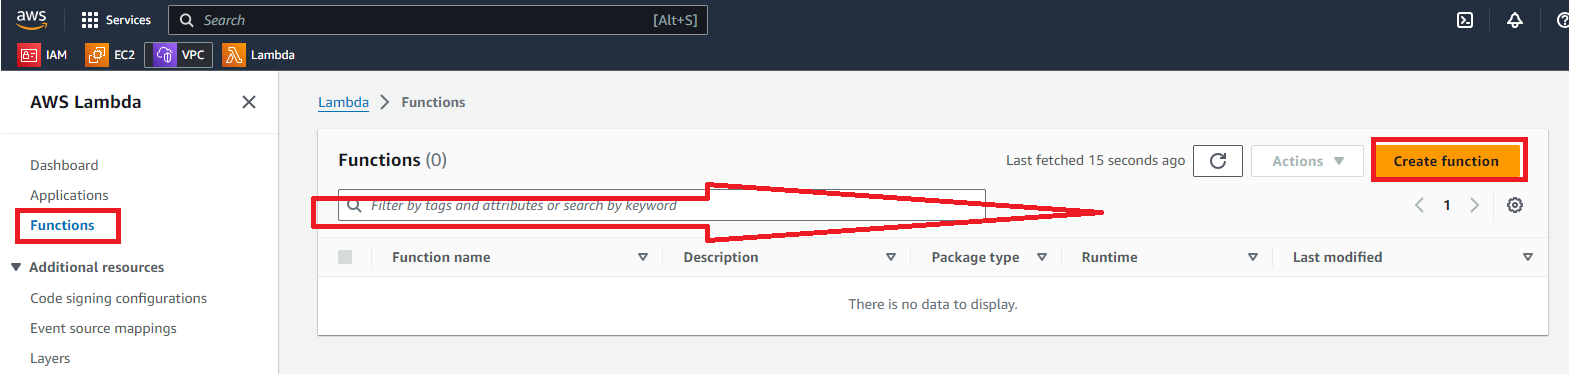 aws Services Search [Alt+S]
IAM EC2 VPC Lambda
AWS Lambda
Dashboard
Applications
Functions
Additional resources
Code signing configurations
Event source mappings
Layers
Lambda Functions
Functions (0) Last fetched 15 seconds ago Actions Create function
Filter by tags and attributes or search by keyword 1
Function name Description Package type Runtime Last modified
There is no data to display.